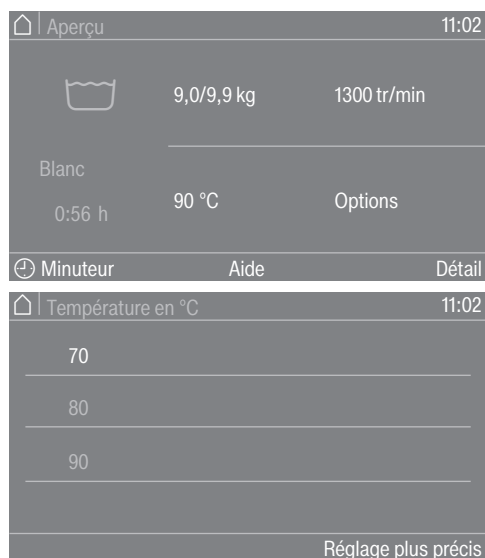 Aperçu 11:02
9,0/9,9 kg 1300 tr/min
Blanc
0:56 h
90 °C Options
Minuteur Aide Détail
Température en °C 11:02
70
80
90
Réglage plus précis